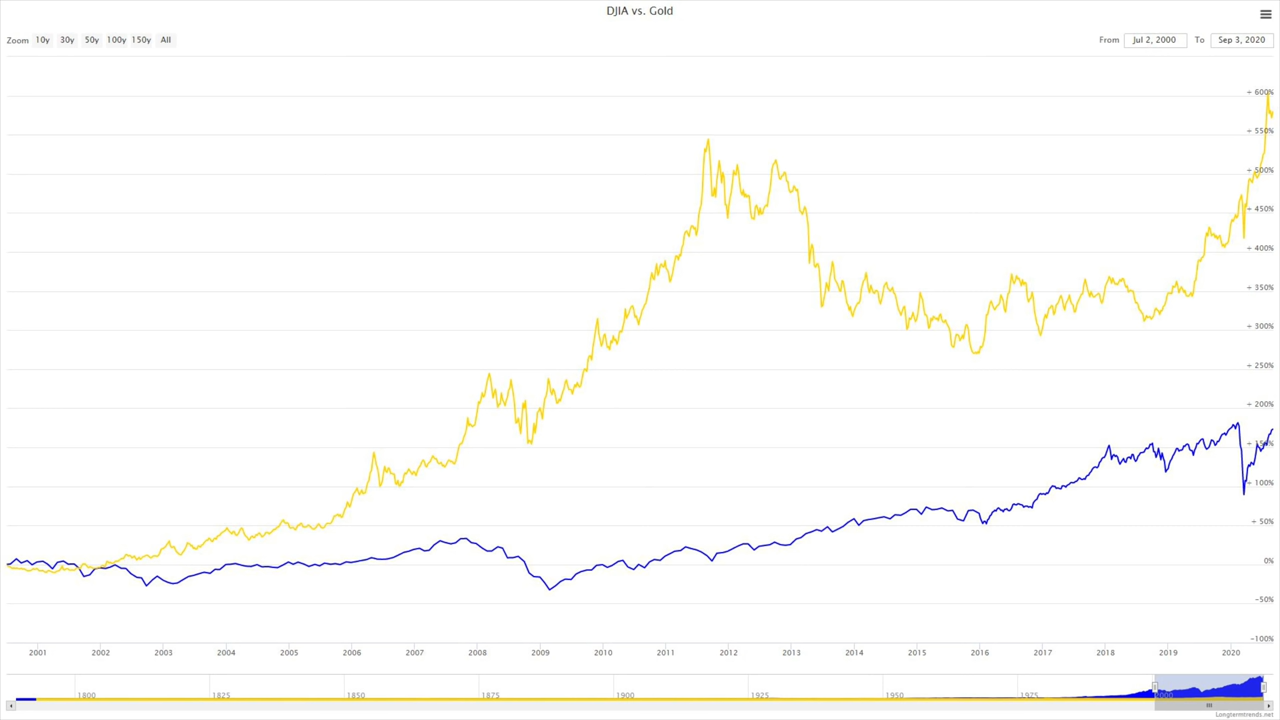 DJIA vs. Gold
Zoom 10y 30y 50y 100y 150y All
From Jul 2, 2000 To Sep 3, 2020
+ 600%
+ 550%
+ 500%
+ 450%
+ 400%
+ 350%
+ 300%
+ 250%
+ 200%
+ 150%
+ 100%
+ 50%
0%
−50%
−100%
2001 2002 2003 2004 2005 2006 2007 2008 2009 2010 2011 2012 2013 2014 2015 2016 2017 2018 2019 2020
1800 1825 1850 1875 1900 1925 1950 1975 2000
Longtermtrends.net